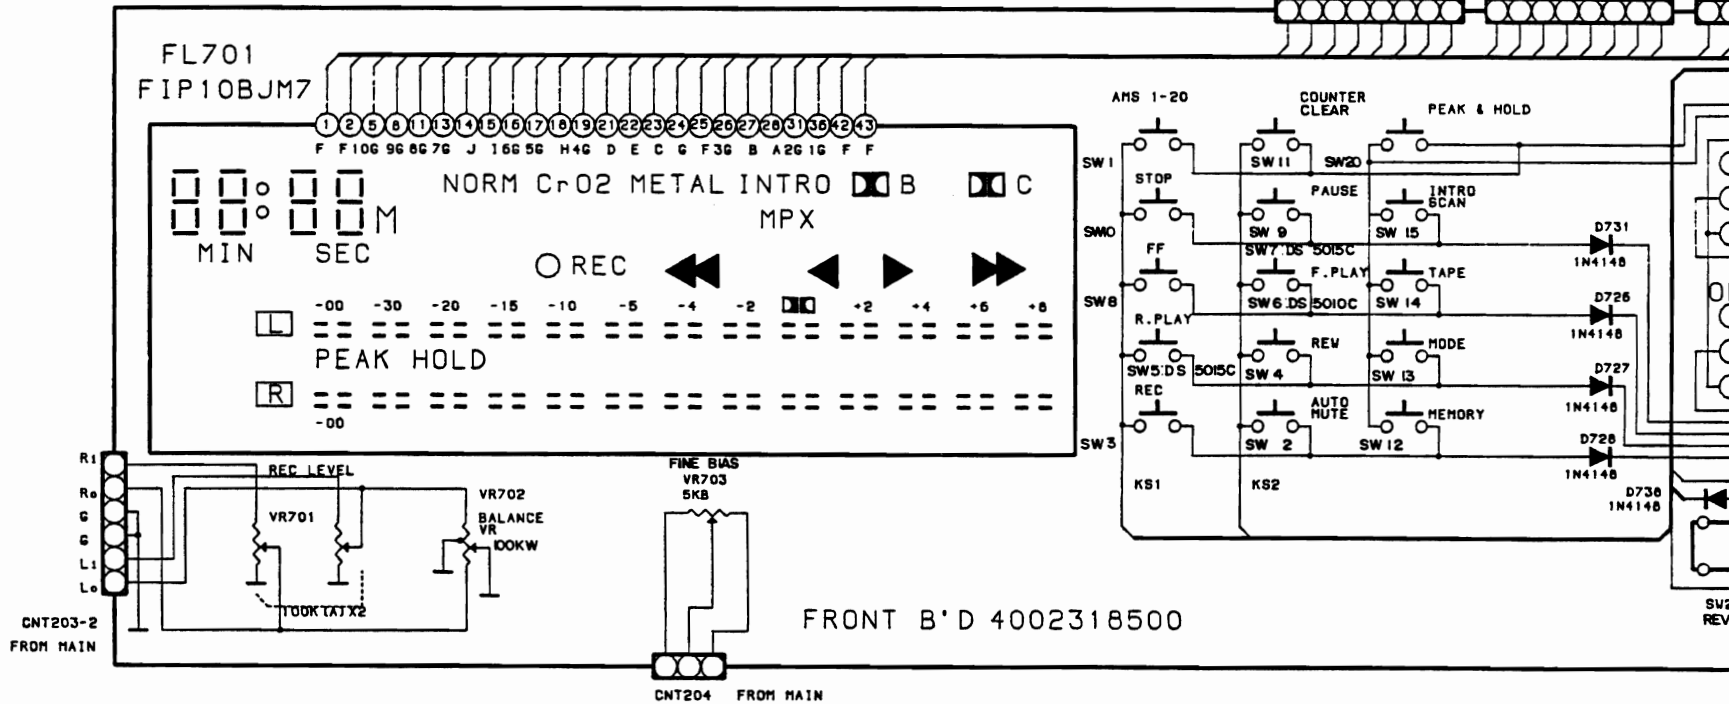 FL701
FIP10BJM7
1 2 5 8 11 13 14 15 16 17 18 19 21 22 23 24 25 26 27 28 31 36 42 43
F F 10G 9G 8G 7G J I 6G 5G H 4G D E C G F 3G B A 2G 1G F F
NORM CrO2 METAL INTRO B C
M MPX
MIN SEC
REC
-00 -30 -20 -15 -10 -5 -4 -2 +2 +4 +6 +8
L
PEAK HOLD
R
-00
AMS 1-20
COUNTER
CLEAR
PEAK & HOLD
SW1
SW11
SW20
STOP
PAUSE
INTRO
SCAN
SW10
SW 9
SW 15
SW7:DS 5015C
FF
F.PLAY
TAPE
SW8
SW6:DS 5010C
SW 14
R.PLAY
REW
MODE
SW5:DS 5015C
SW 4
SW 13
REC
AUTO
MUTE
MEMORY
SW3
SW 2
SW12
KS1
KS2
D731
1N4148
D726
1N4148
D727
1N4148
D728
1N4148
D738
1N4148
R1
Ro
G
G
L1
Lo
CNT203-2
FROM MAIN
REC LEVEL
VR701
100K(A)X2
VR702
BALANCE
VR
100KW
FINE BIAS
VR703
5KB
CNT204 FROM MAIN
FRONT B'D 4002318500
SW2
REV